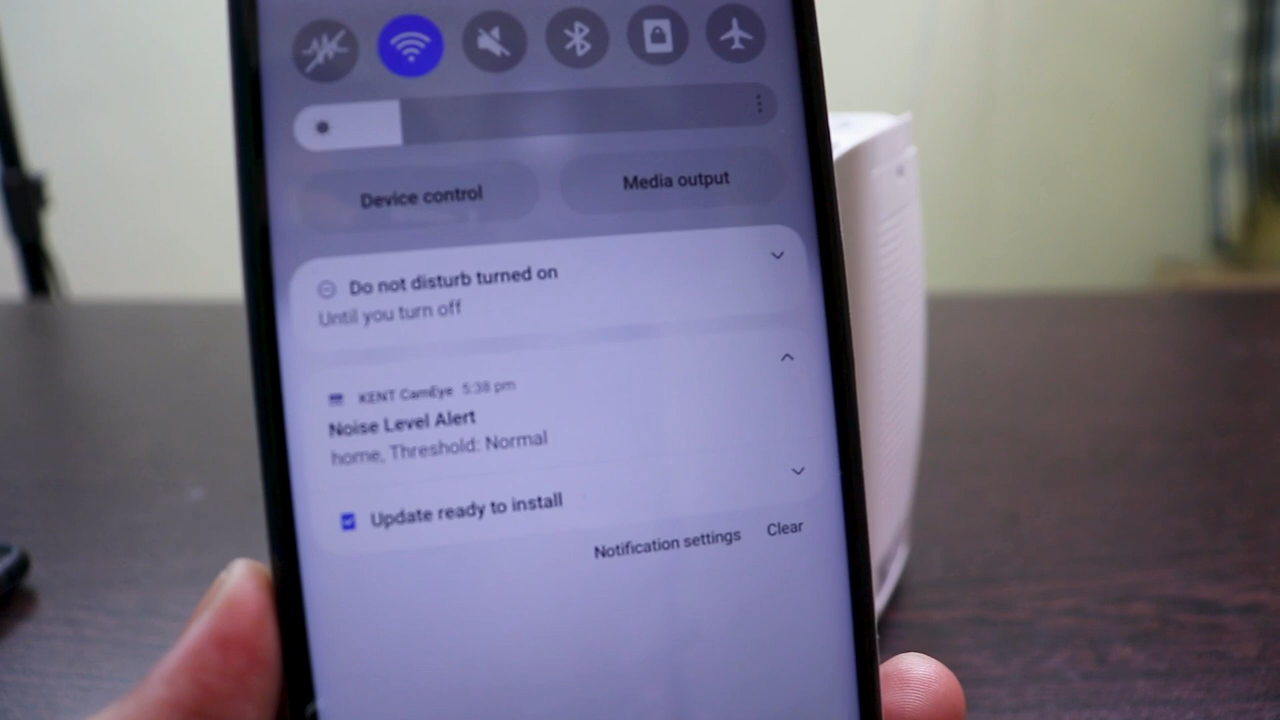 Device control
Media output
Do not disturb turned on
Until you turn off
KENT CamEye 5:38 pm
Noise Level Alert
home, Threshold: Normal
Update ready to install
Notification settings
Clear